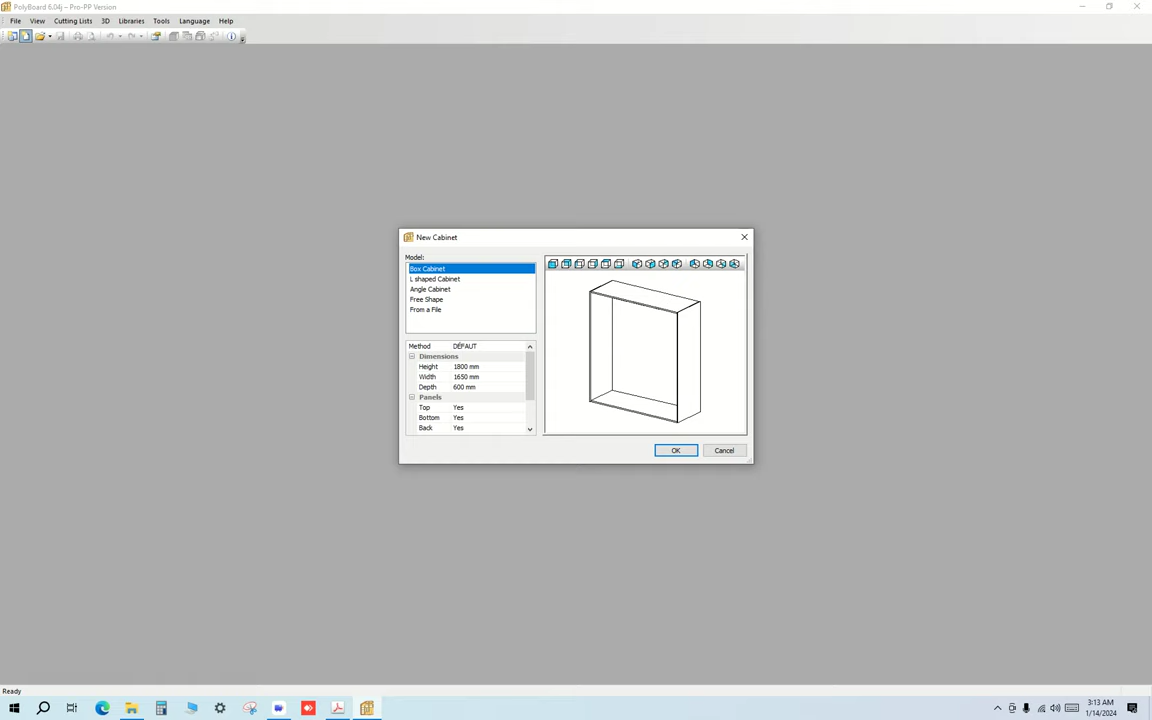 PolyBoard 6.04j – Pro-PP Version
File View Cutting Lists 3D Libraries Tools Language Help
New Cabinet
Model:
Box Cabinet
L shaped Cabinet
Angle Cabinet
Free Shape
From a File
Method DÉFAUT
Dimensions
Height 1800 mm
Width 1650 mm
Depth 600 mm
Panels
Top Yes
Bottom Yes
Back Yes
OK Cancel
Ready
3:13 AM
1/14/2024